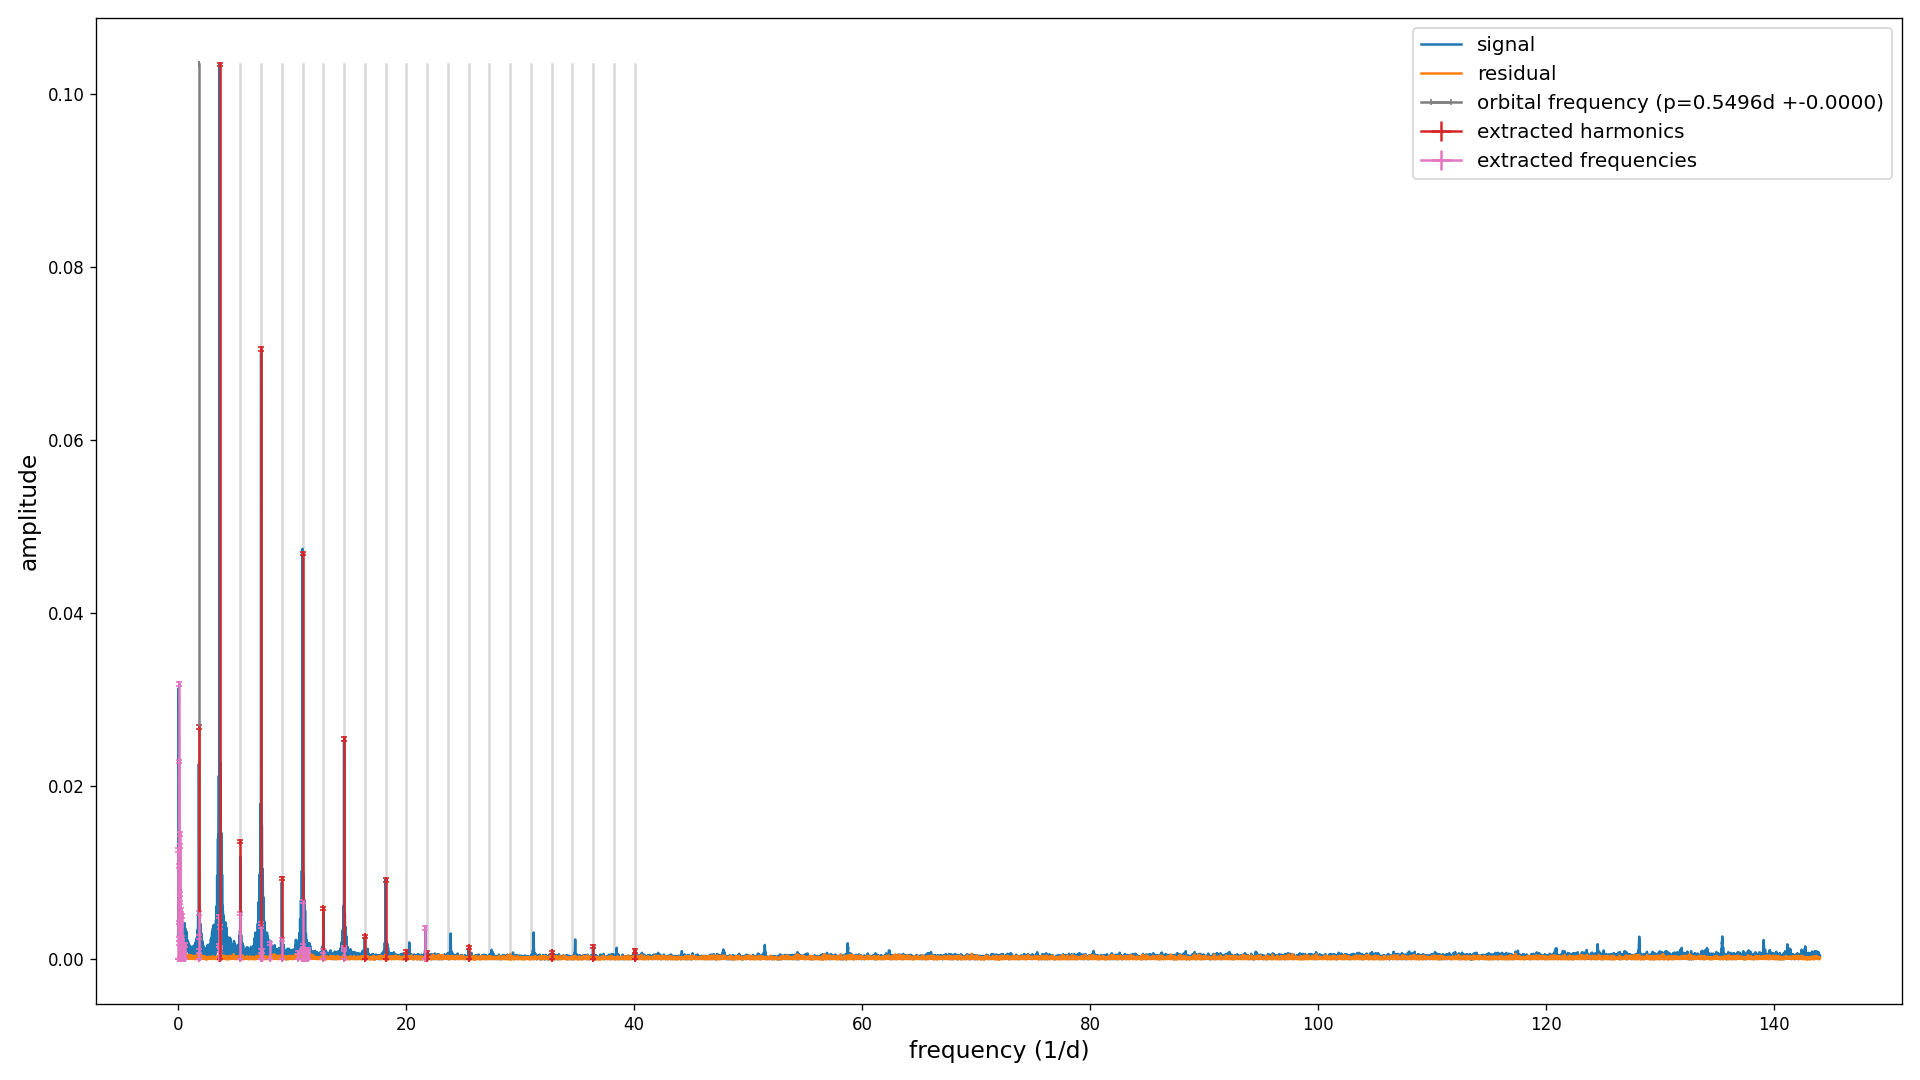 signal
residual
orbital frequency (p=0.5496d +-0.0000)
extracted harmonics
extracted frequencies
0.10
0.08
0.06
0.04
0.02
0.00
amplitude
0 20 40 60 80 100 120 140
frequency (1/d)